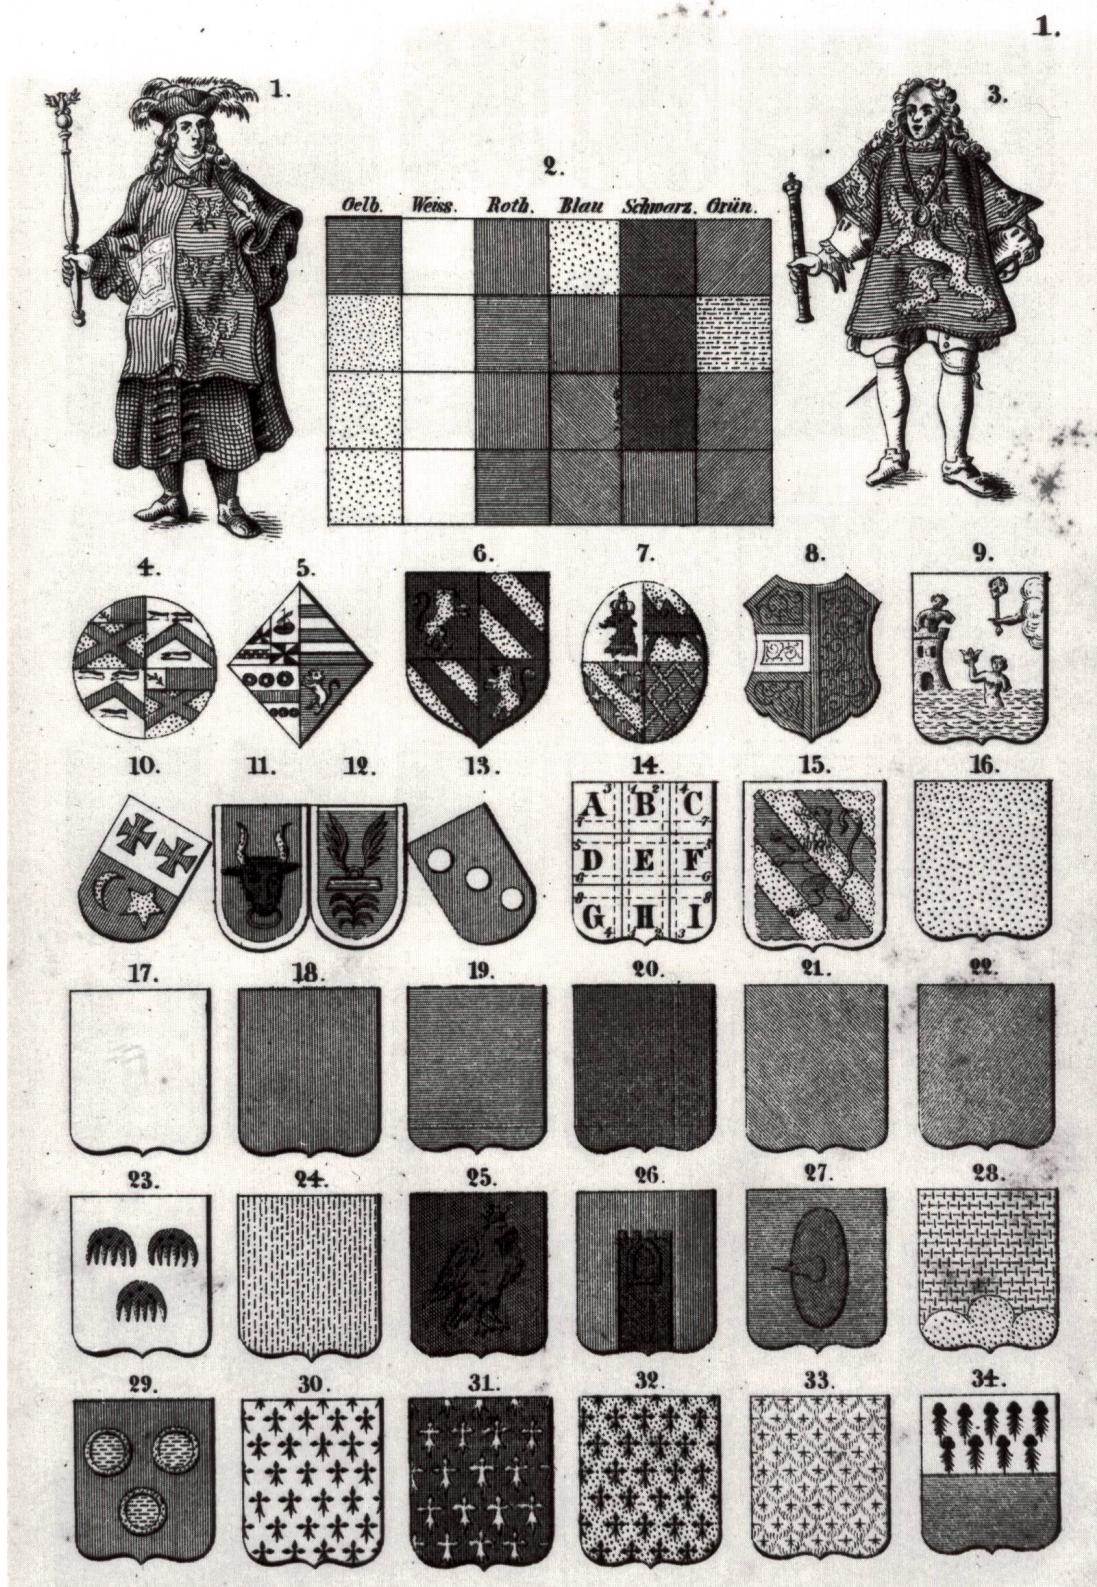 1.
1. 3.
2.
Gelb. Weiss. Roth. Blau Schwarz. Grün.
4. 5. 6. 7. 8. 9.
10. 11. 12. 13. 14. 15. 16.
A B C
D E F
G H I
17. 18. 19. 20. 21. 22.
23. 24. 25. 26. 27. 28.
29. 30. 31. 32. 33. 34.